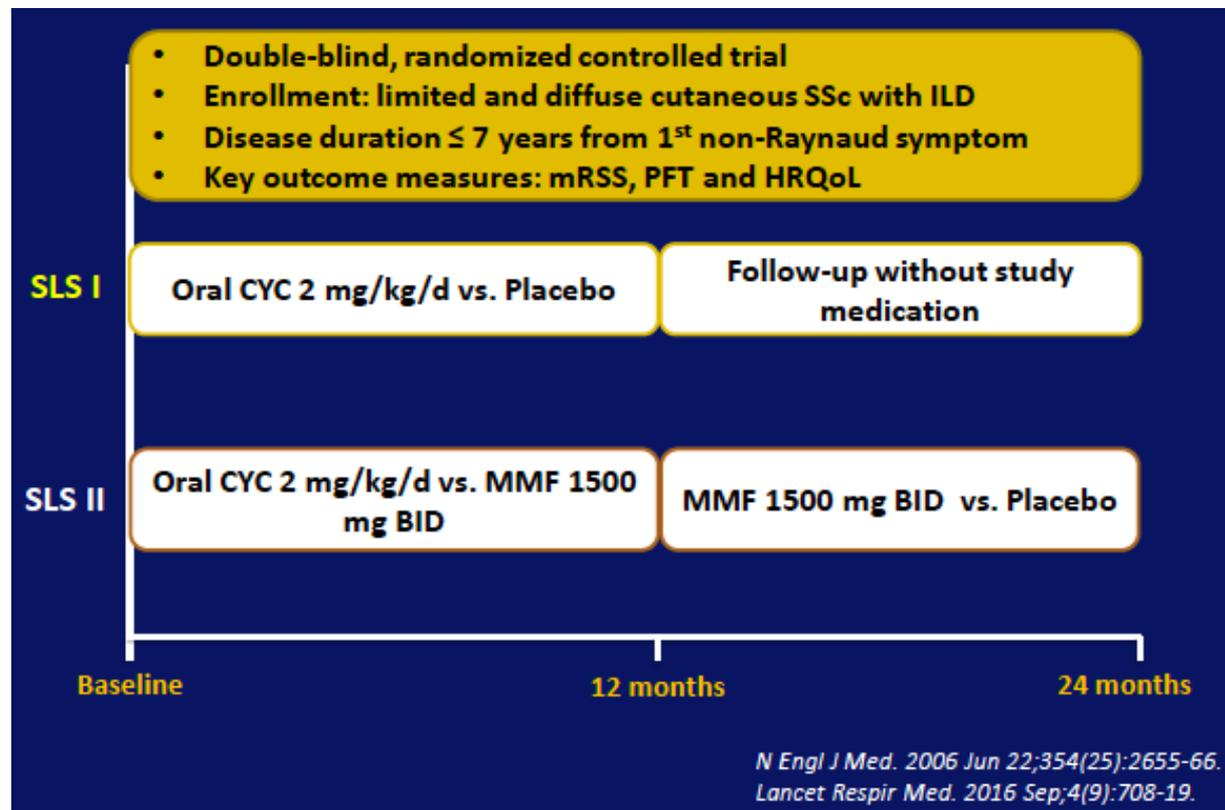 • Double-blind, randomized controlled trial
• Enrollment: limited and diffuse cutaneous SSc with ILD
• Disease duration ≤ 7 years from 1st non-Raynaud symptom
• Key outcome measures: mRSS, PFT and HRQoL
SLS I
Oral CYC 2 mg/kg/d vs. Placebo
Follow-up without study
medication
SLS II
Oral CYC 2 mg/kg/d vs. MMF 1500
mg BID
MMF 1500 mg BID vs. Placebo
Baseline
12 months
24 months
N Engl J Med. 2006 Jun 22;354(25):2655-66.
Lancet Respir Med. 2016 Sep;4(9):708-19.